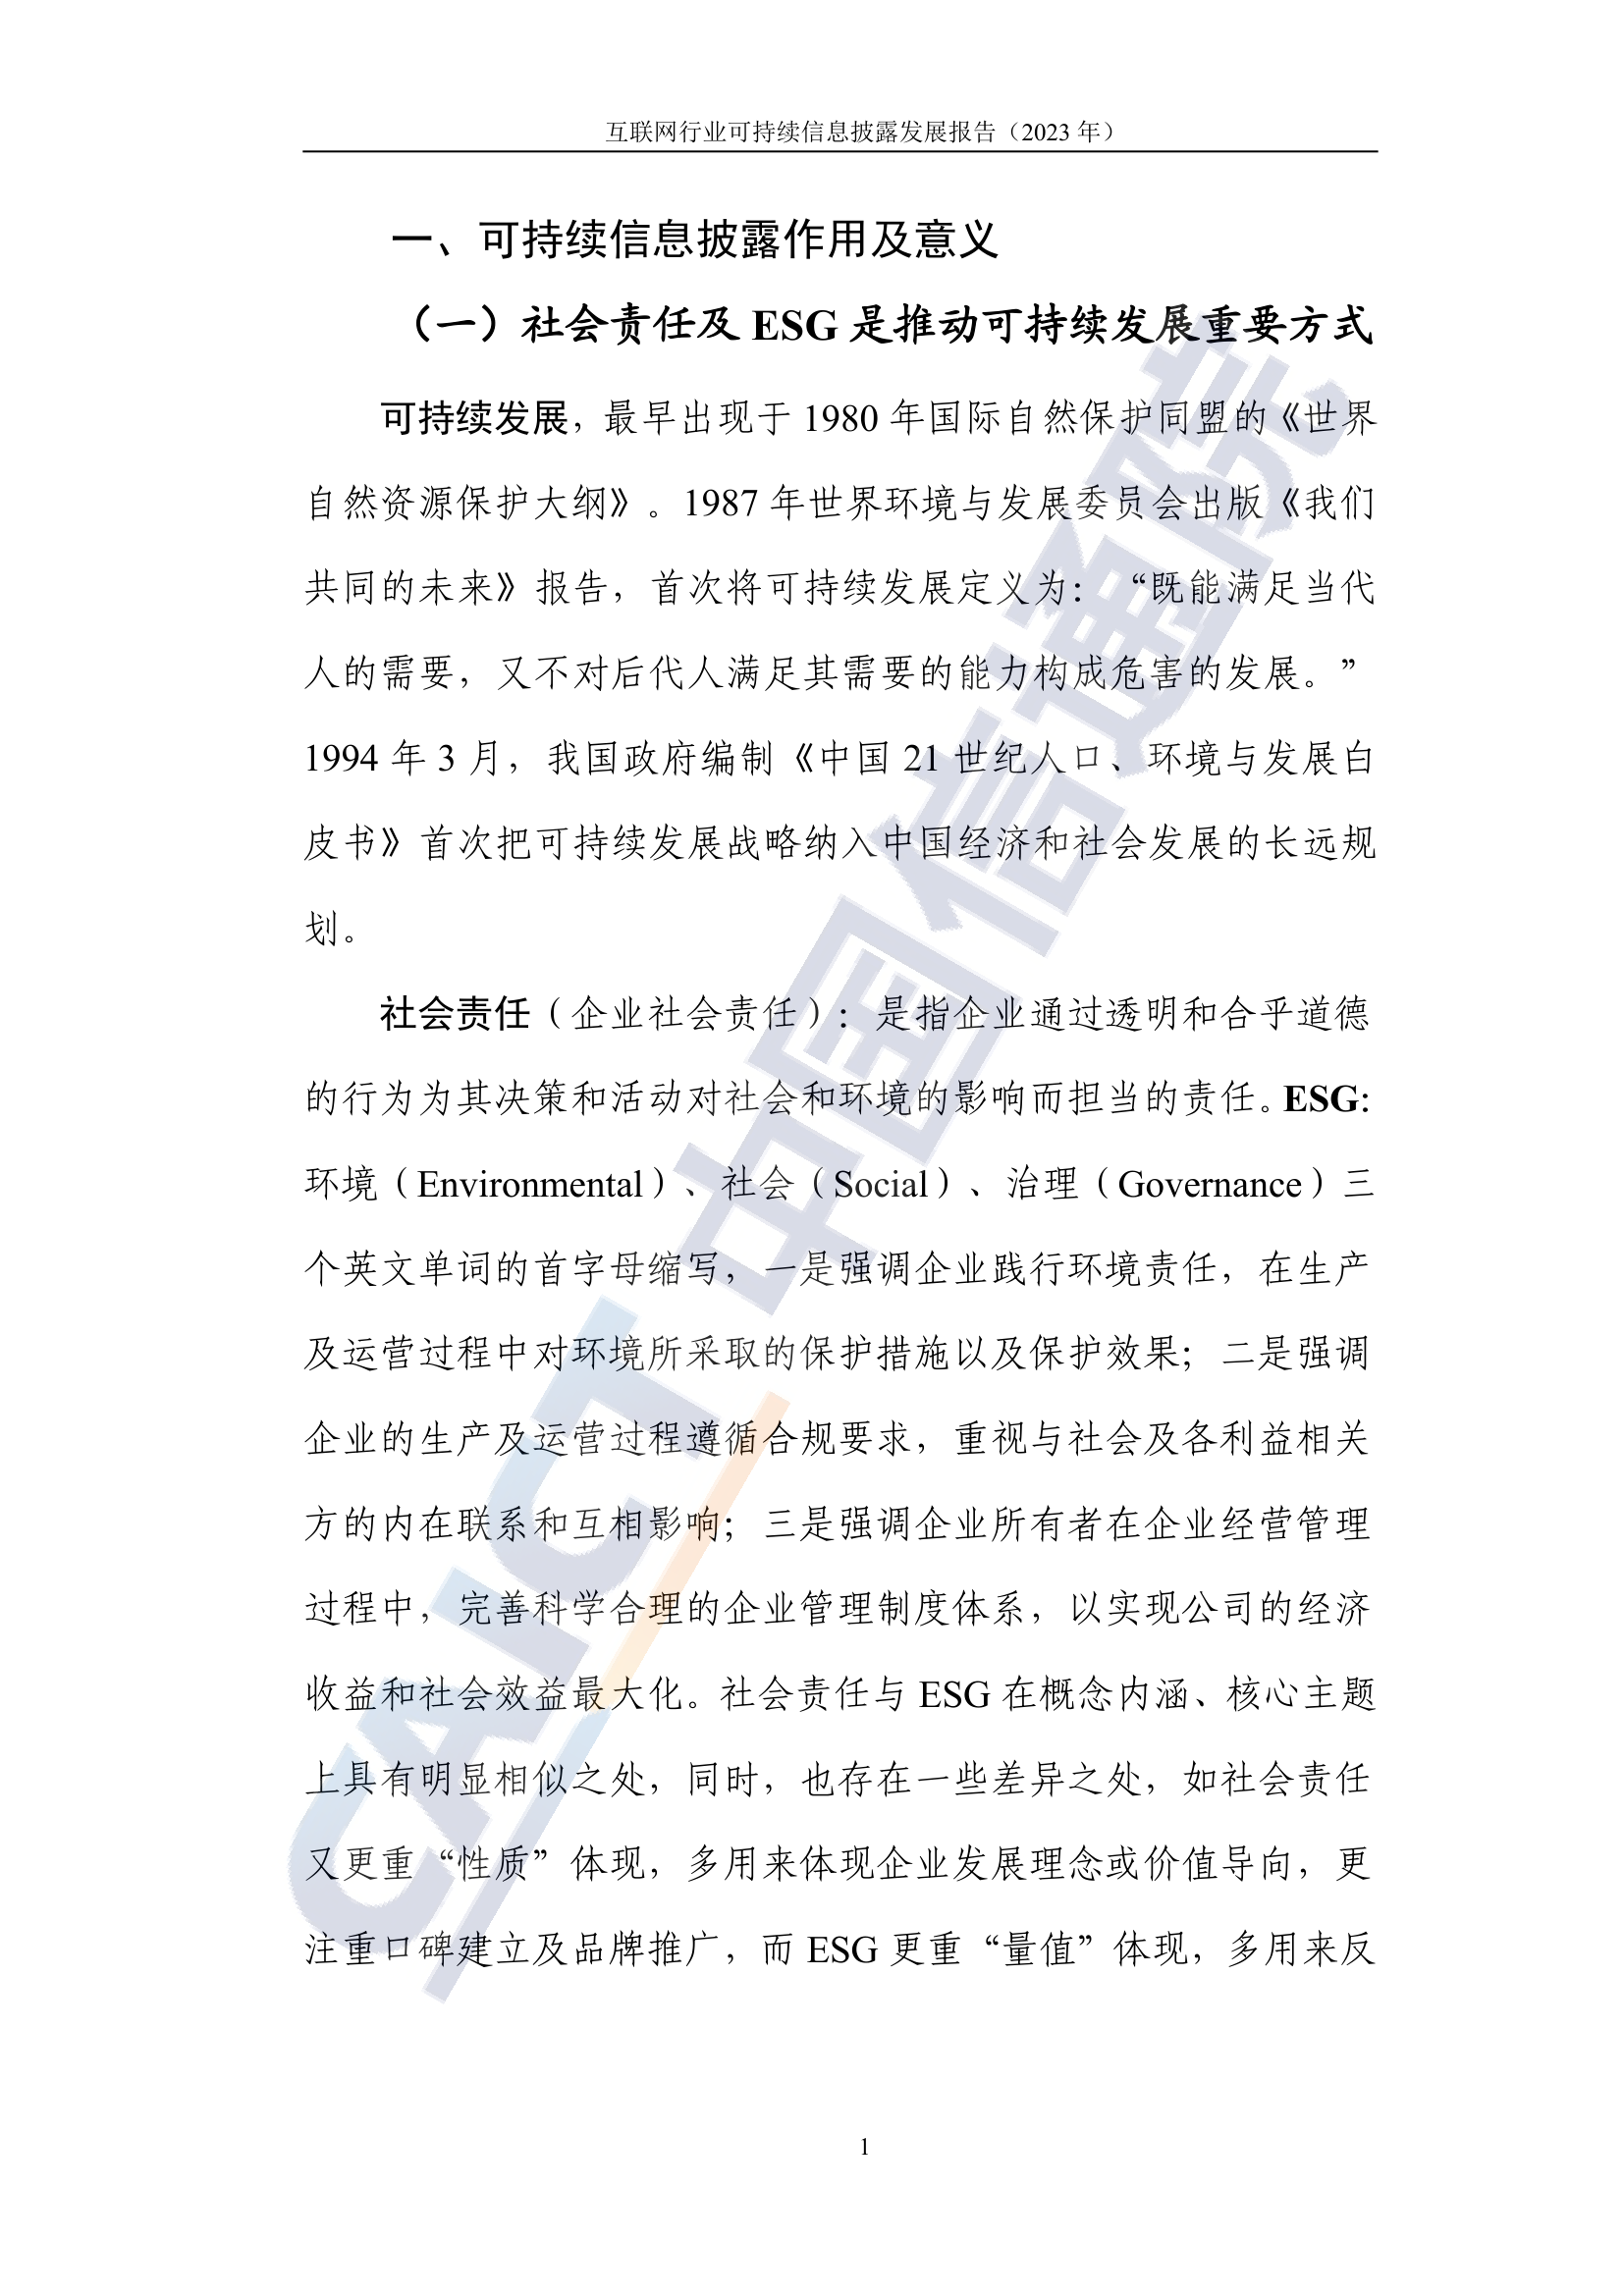 互联网行业可持续信息披露发展报告（2023 年）
一、可持续信息披露作用及意义
（一）社会责任及 ESG 是推动可持续发展重要方式
可持续发展，最早出现于 1980 年国际自然保护同盟的《世界
自然资源保护大纲》。1987 年世界环境与发展委员会出版《我们
共同的未来》报告，首次将可持续发展定义为：“既能满足当代
人的需要，又不对后代人满足其需要的能力构成危害的发展。”
1994 年 3 月，我国政府编制《中国 21 世纪人口、环境与发展白
皮书》首次把可持续发展战略纳入中国经济和社会发展的长远规
划。
社会责任（企业社会责任）：是指企业通过透明和合乎道德
的行为为其决策和活动对社会和环境的影响而担当的责任。ESG：
环境（Environmental）、社会（Social）、治理（Governance）三
个英文单词的首字母缩写，一是强调企业践行环境责任，在生产
及运营过程中对环境所采取的保护措施以及保护效果；二是强调
企业的生产及运营过程遵循合规要求，重视与社会及各利益相关
方的内在联系和互相影响；三是强调企业所有者在企业经营管理
过程中，完善科学合理的企业管理制度体系，以实现公司的经济
收益和社会效益最大化。社会责任与 ESG 在概念内涵、核心主题
上具有明显相似之处，同时，也存在一些差异之处，如社会责任
又更重“性质”体现，多用来体现企业发展理念或价值导向，更
注重口碑建立及品牌推广，而 ESG 更重“量值”体现，多用来反
CAICT 中国信通院
1